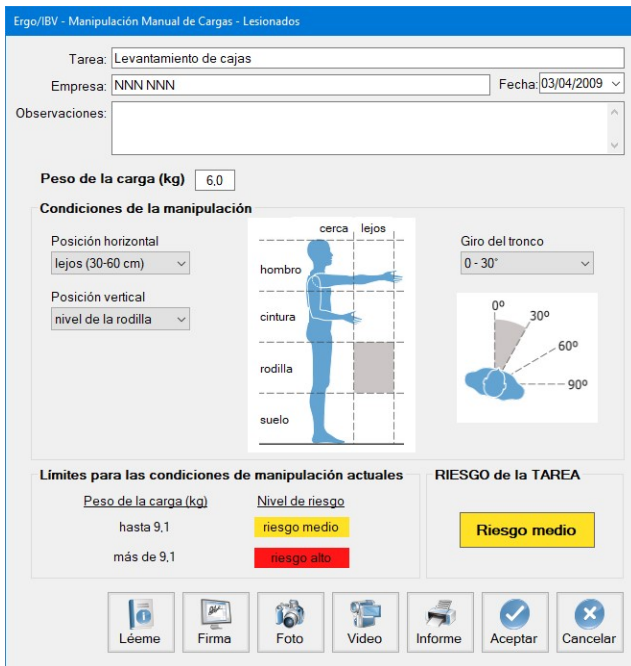 Ergo/IBV - Manipulación Manual de Cargas - Lesionados
Tarea: Levantamiento de cajas
Empresa: NNN NNN Fecha: 03/04/2009
Observaciones:
Peso de la carga (kg) 6,0
Condiciones de la manipulación
Posición horizontal
lejos (30-60 cm)
Posición vertical
nivel de la rodilla
cerca lejos
hombro
cintura
rodilla
suelo
Giro del tronco
0 - 30°
0º
30º
60º
90º
Límites para las condiciones de manipulación actuales
Peso de la carga (kg) Nivel de riesgo
hasta 9,1 riesgo medio
más de 9,1 riesgo alto
RIESGO de la TAREA
Riesgo medio
Léeme Firma Foto Video Informe Aceptar Cancelar